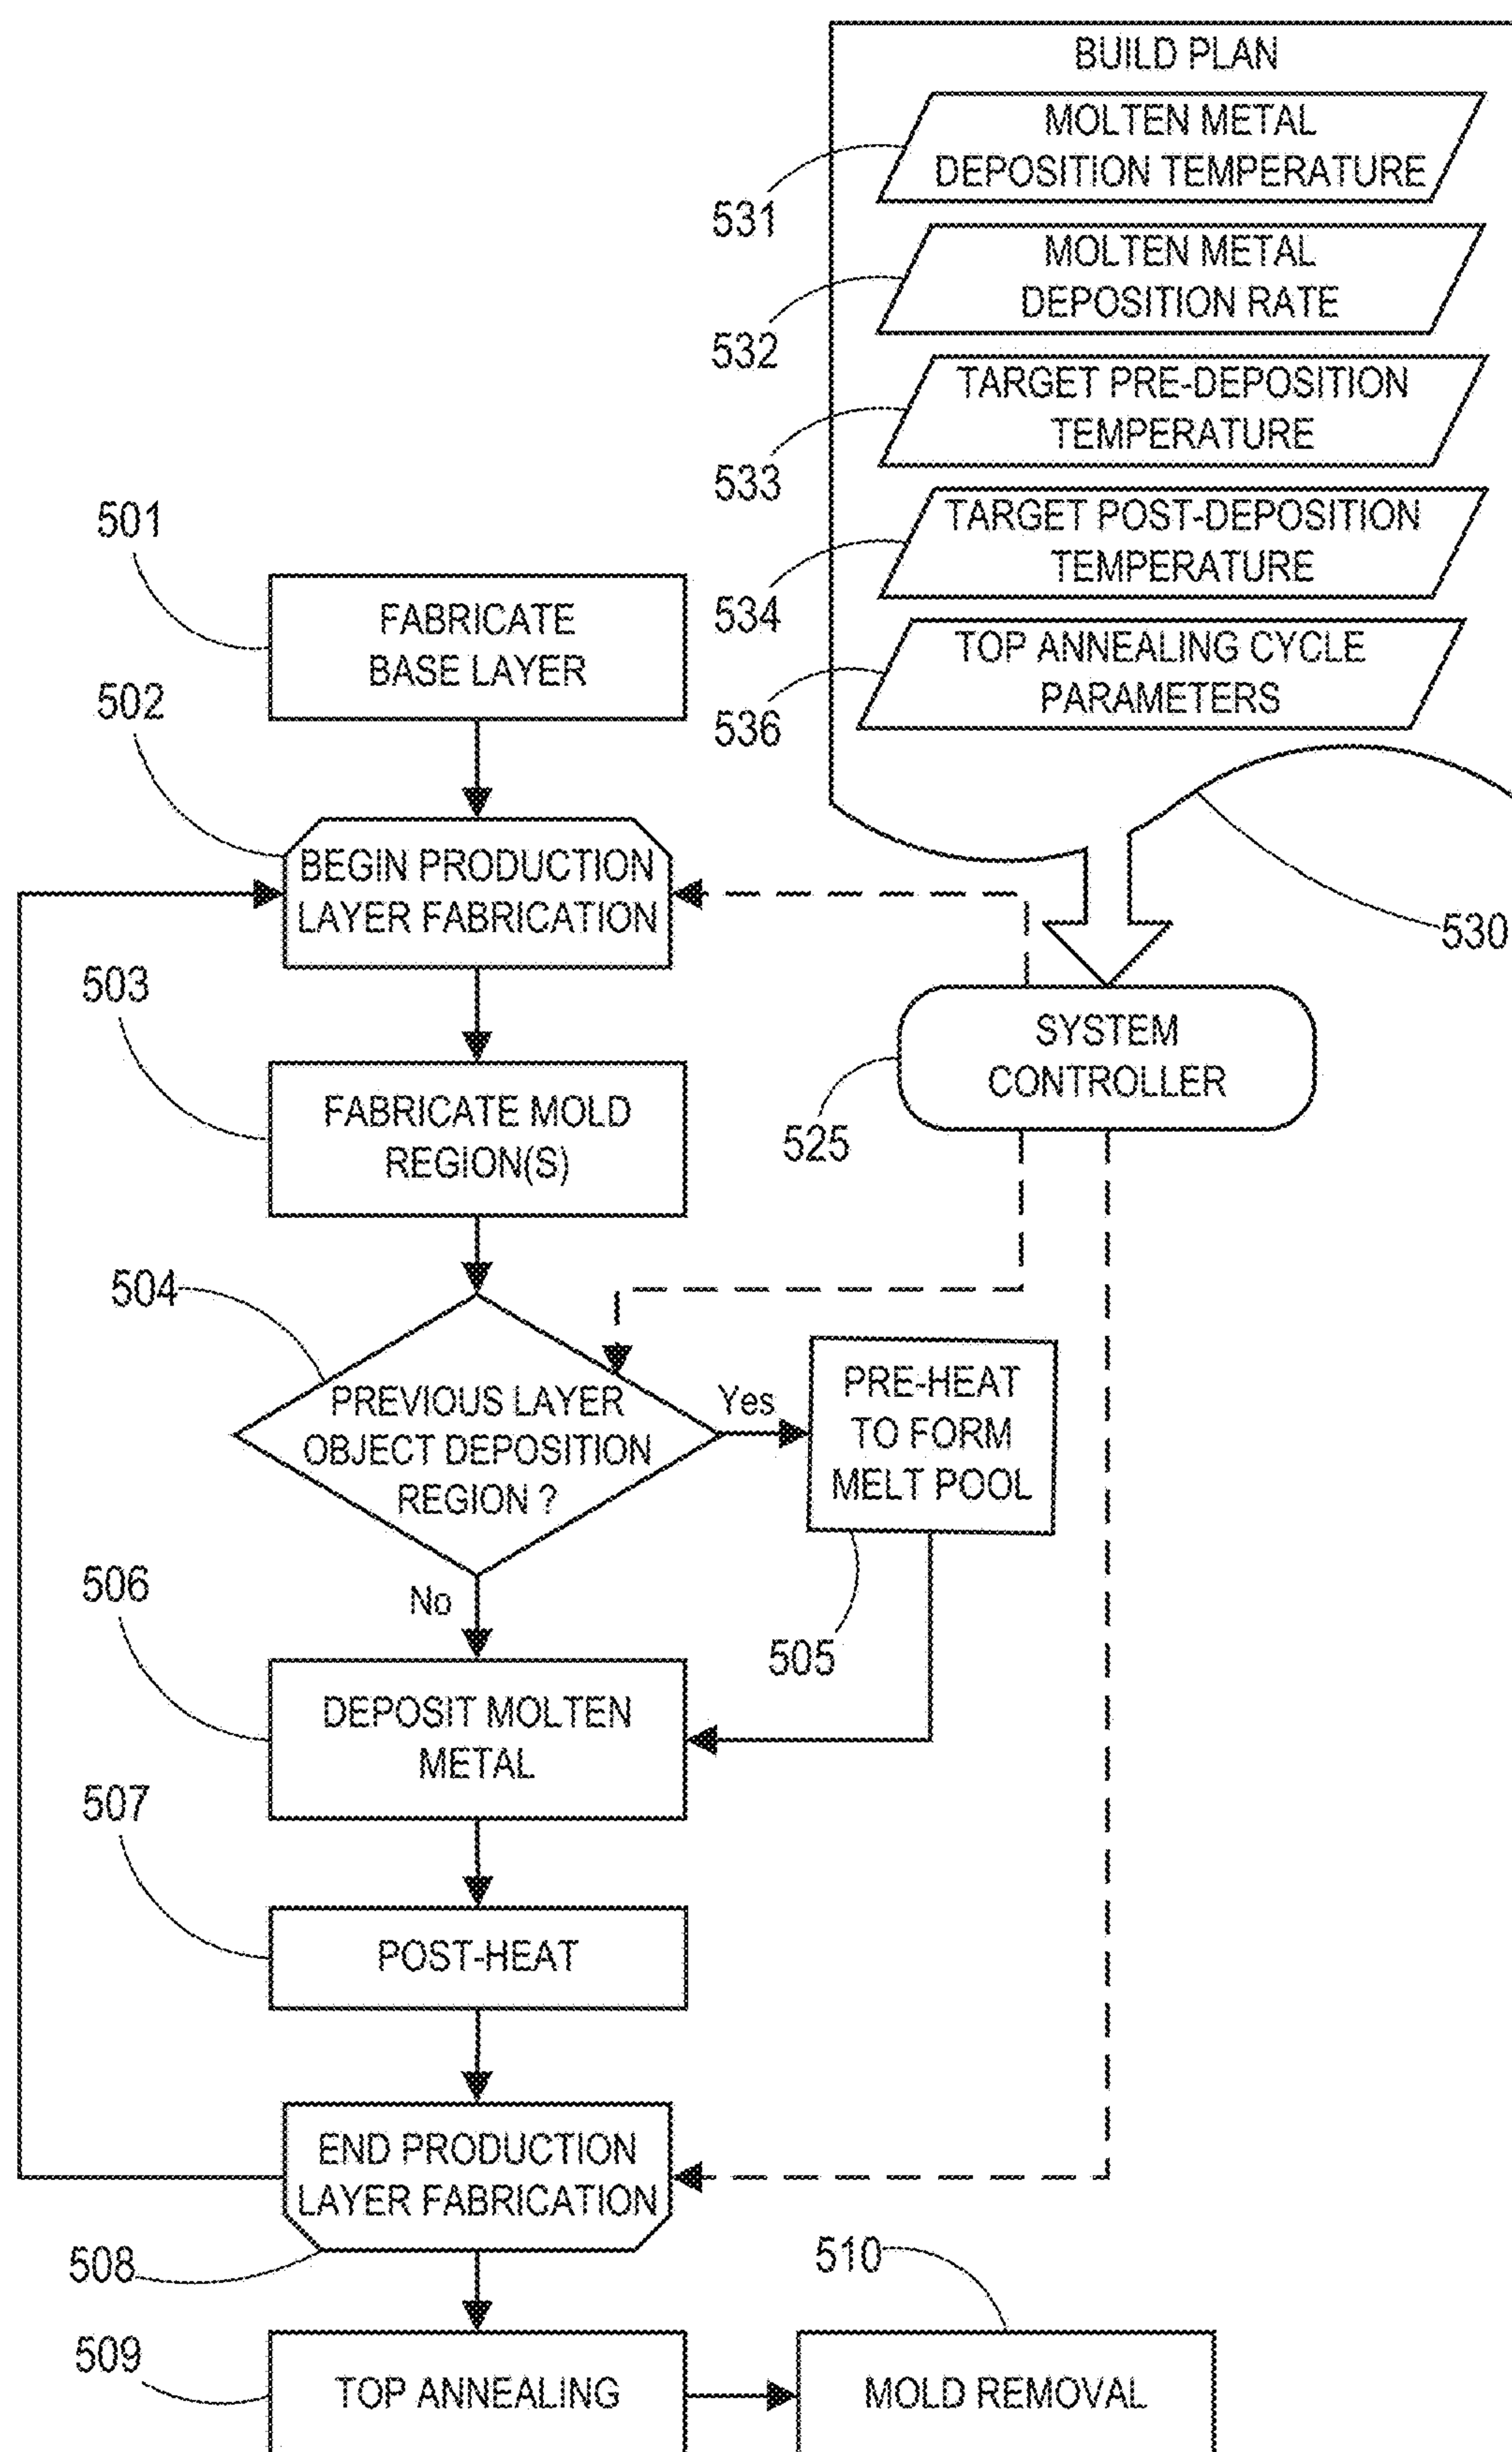 BUILD PLAN
MOLTEN METAL
DEPOSITION TEMPERATURE
531
MOLTEN METAL
DEPOSITION RATE
532
TARGET PRE-DEPOSITION
TEMPERATURE
533
TARGET POST-DEPOSITION
TEMPERATURE
534
TOP ANNEALING CYCLE
PARAMETERS
536
530
501
FABRICATE
BASE LAYER
502
BEGIN PRODUCTION
LAYER FABRICATION
503
FABRICATE MOLD
REGION(S)
SYSTEM
CONTROLLER
525
504
PREVIOUS LAYER
OBJECT DEPOSITION
REGION ?
Yes
PRE-HEAT
TO FORM
MELT POOL
505
No
506
DEPOSIT MOLTEN
METAL
507
POST-HEAT
END PRODUCTION
LAYER FABRICATION
508
509
TOP ANNEALING
510
MOLD REMOVAL